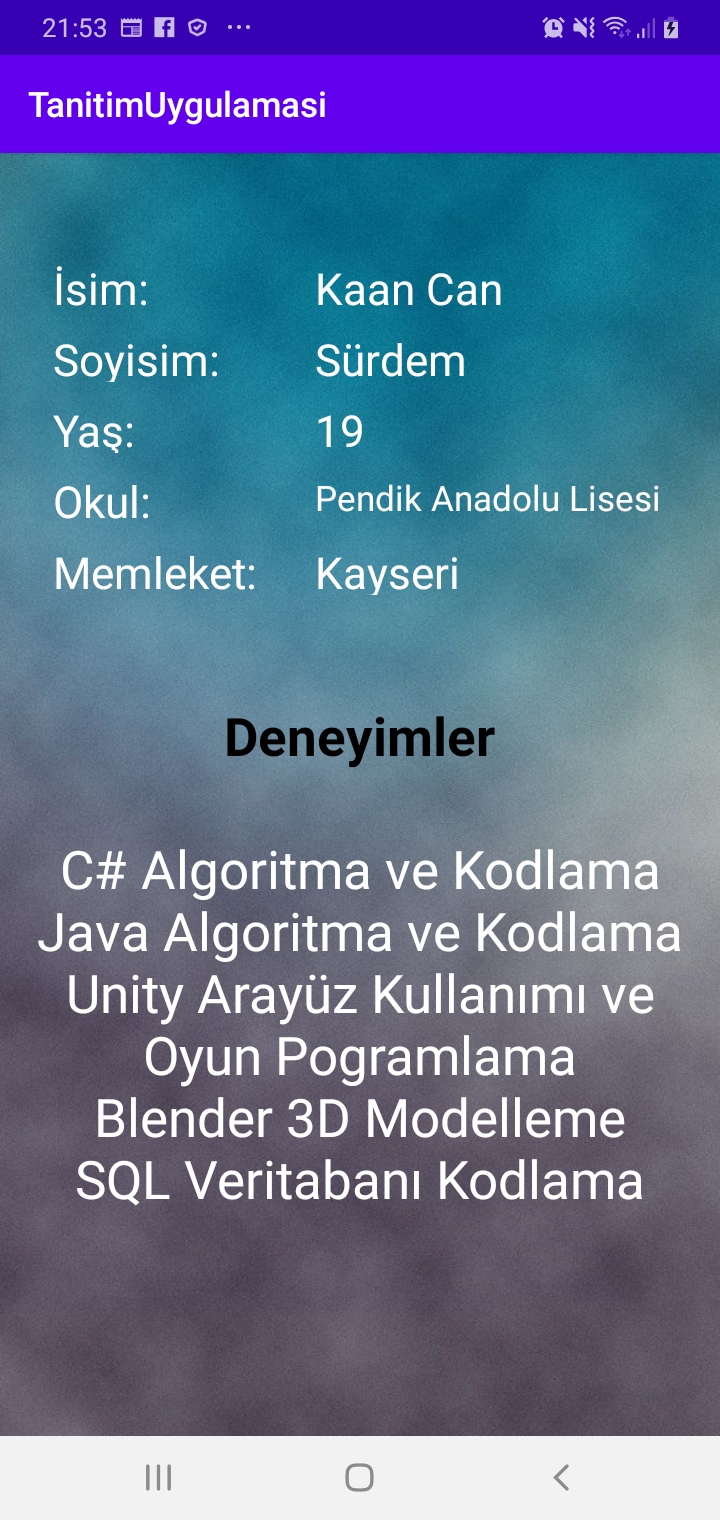 21:53
TanitimUygulamasi
İsim: Kaan Can
Soyisim: Sürdem
Yaş: 19
Okul: Pendik Anadolu Lisesi
Memleket: Kayseri
Deneyimler
C# Algoritma ve Kodlama
Java Algoritma ve Kodlama
Unity Arayüz Kullanımı ve
Oyun Pogramlama
Blender 3D Modelleme
SQL Veritabanı Kodlama